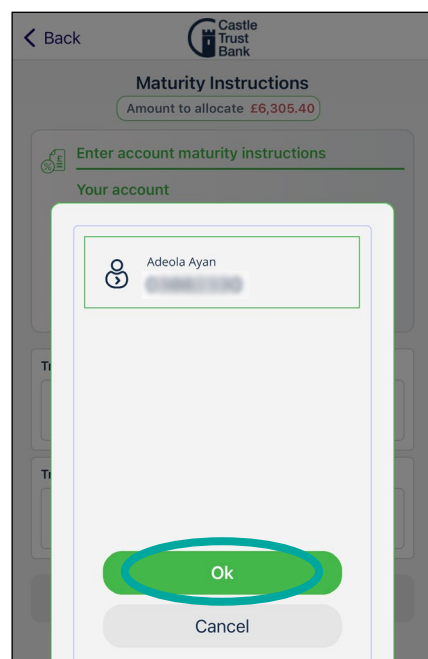 Back
Castle
Trust
Bank
Maturity Instructions
Amount to allocate £6,305.40
Enter account maturity instructions
Your account
Adeola Ayan
Ok
Cancel